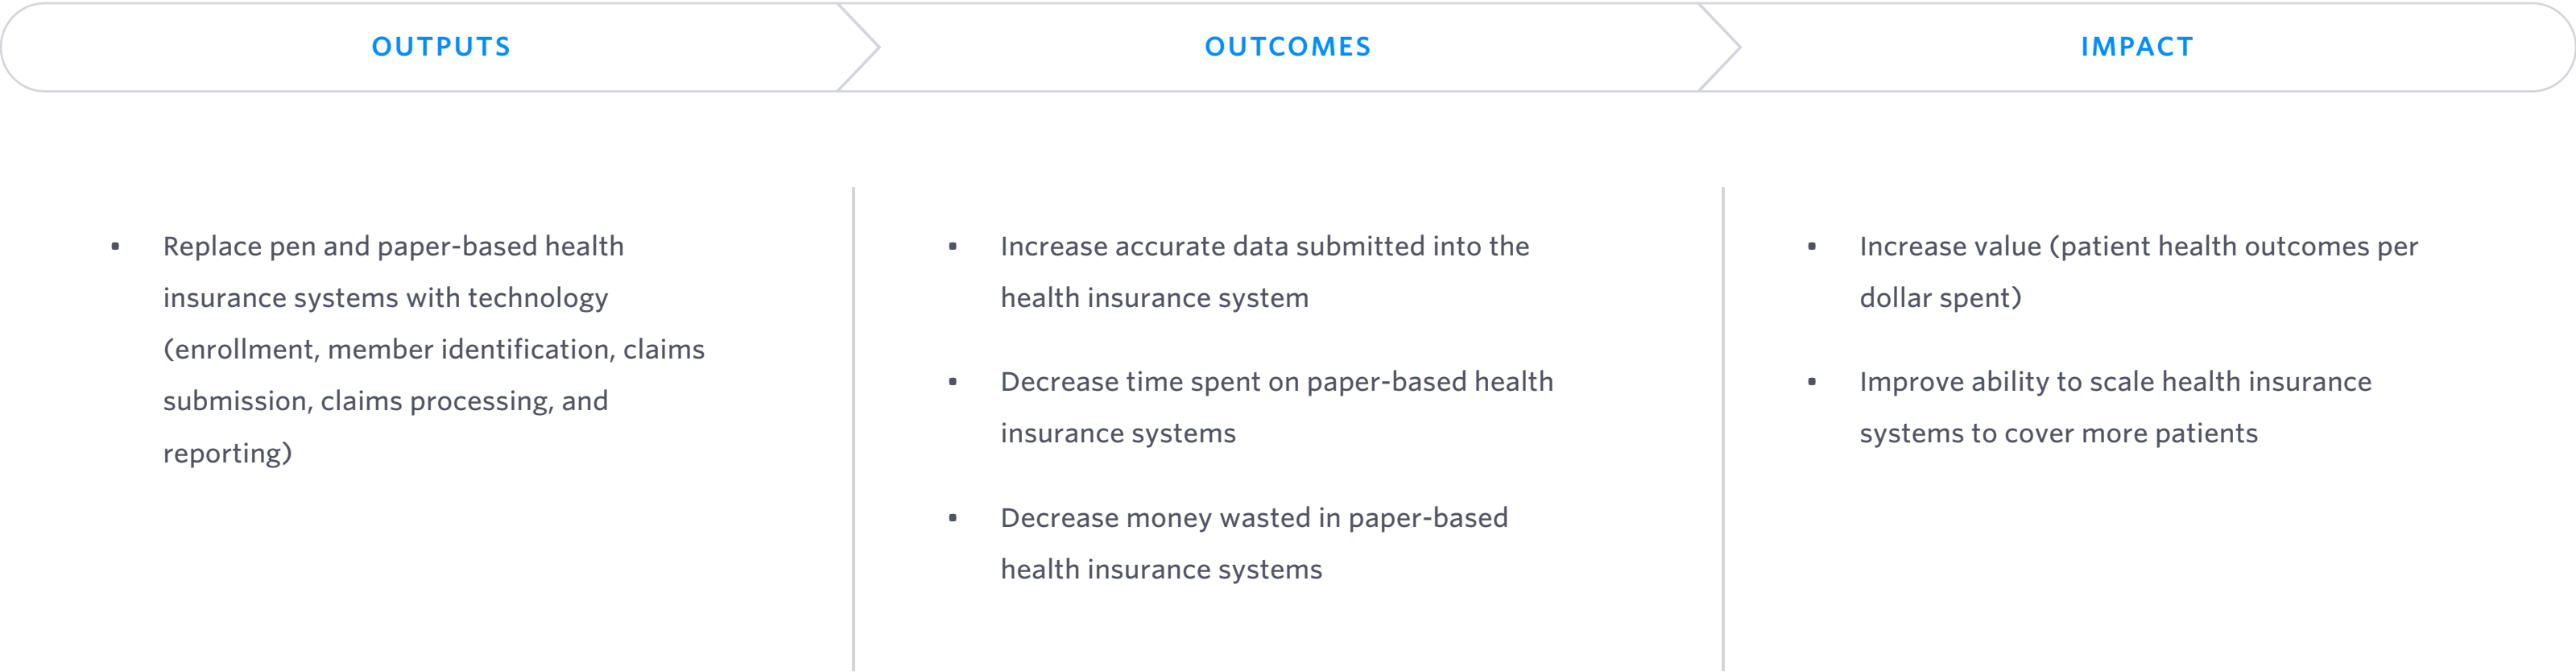 OUTPUTS
OUTCOMES
IMPACT
▪ Replace pen and paper-based health
insurance systems with technology
(enrollment, member identification, claims
submission, claims processing, and
reporting)
▪ Increase accurate data submitted into the
health insurance system
▪ Decrease time spent on paper-based health
insurance systems
▪ Decrease money wasted in paper-based
health insurance systems
▪ Increase value (patient health outcomes per
dollar spent)
▪ Improve ability to scale health insurance
systems to cover more patients